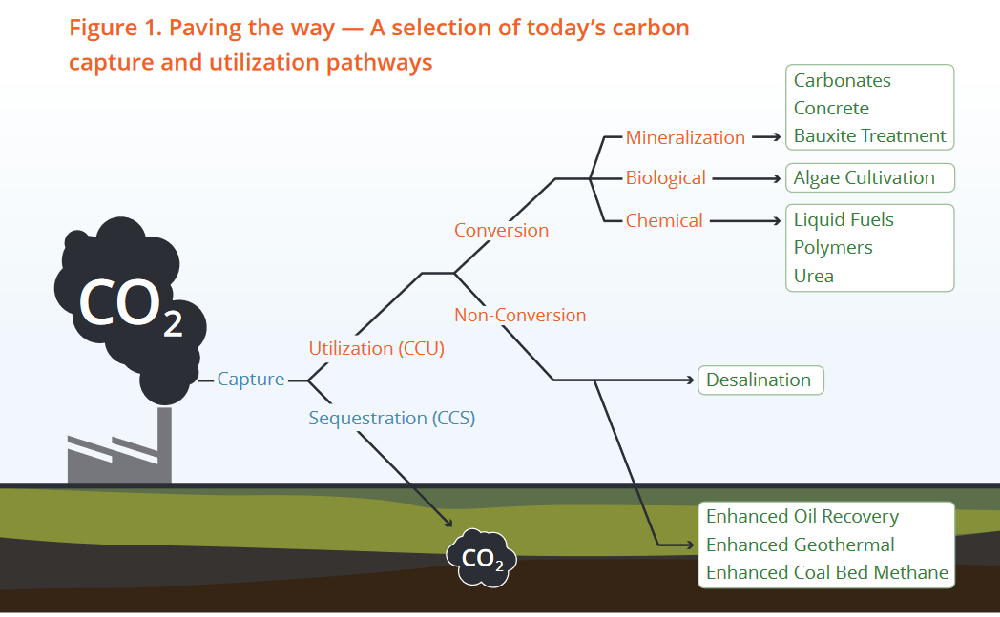 Figure 1. Paving the way — A selection of today’s carbon
capture and utilization pathways
Carbonates
Concrete
Bauxite Treatment
Mineralization
Biological
Algae Cultivation
Chemical
Liquid Fuels
Polymers
Urea
Conversion
CO₂
Non-Conversion
Utilization (CCU)
Capture
Desalination
Sequestration (CCS)
Enhanced Oil Recovery
Enhanced Geothermal
Enhanced Coal Bed Methane
CO₂